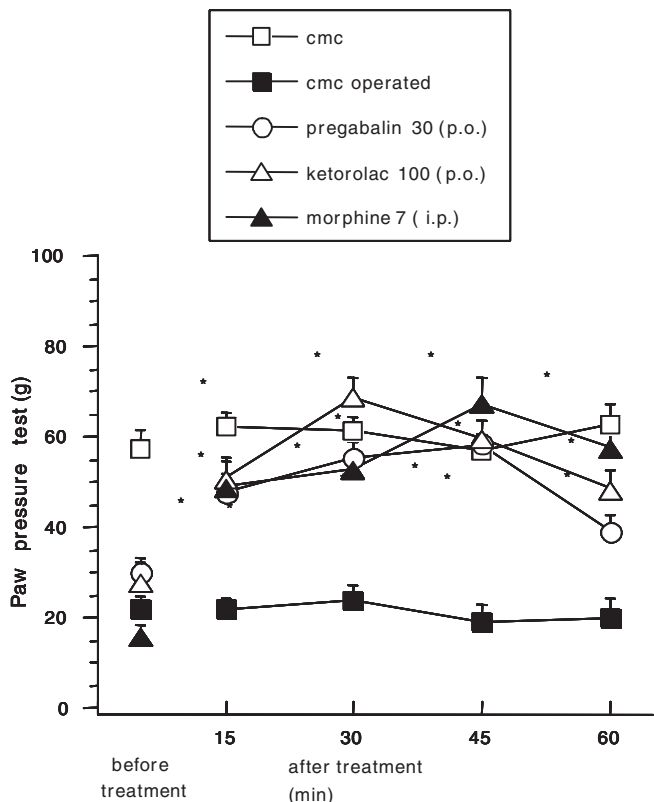 cmc
cmc operated
pregabalin 30 (p.o.)
ketorolac 100 (p.o.)
morphine 7 ( i.p.)
Paw pressure test (g)
100
80
60
40
20
0
15 30 45 60
before after treatment
treatment (min)